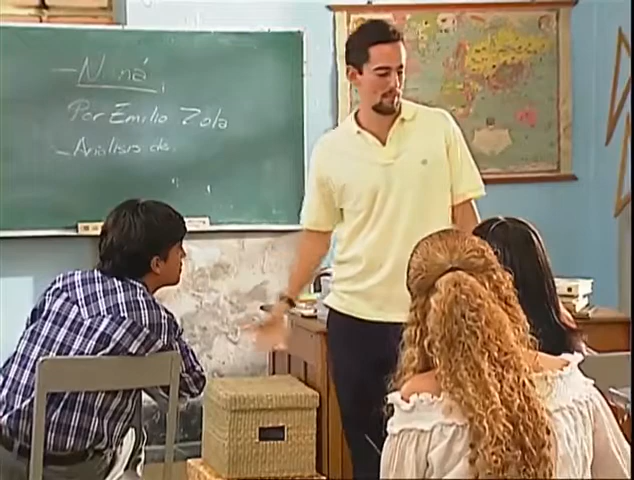 - Naná
Por Emilio Zola
- Análisis de.